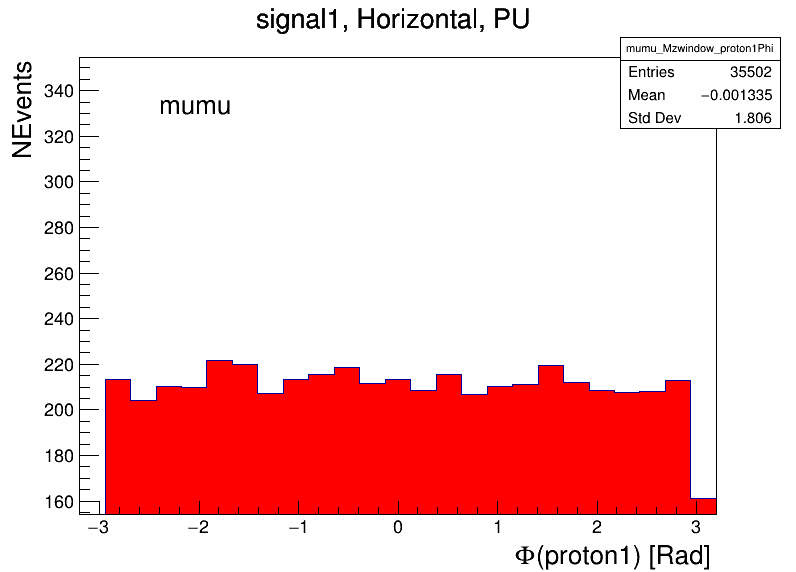 signal1, Horizontal, PU
mumu_Mzwindow_proton1Phi
Entries 35502
Mean −0.001335
Std Dev 1.806
NEvents
mumu
340
320
300
280
260
240
220
200
180
160
−3 −2 −1 0 1 2 3
Φ(proton1) [Rad]